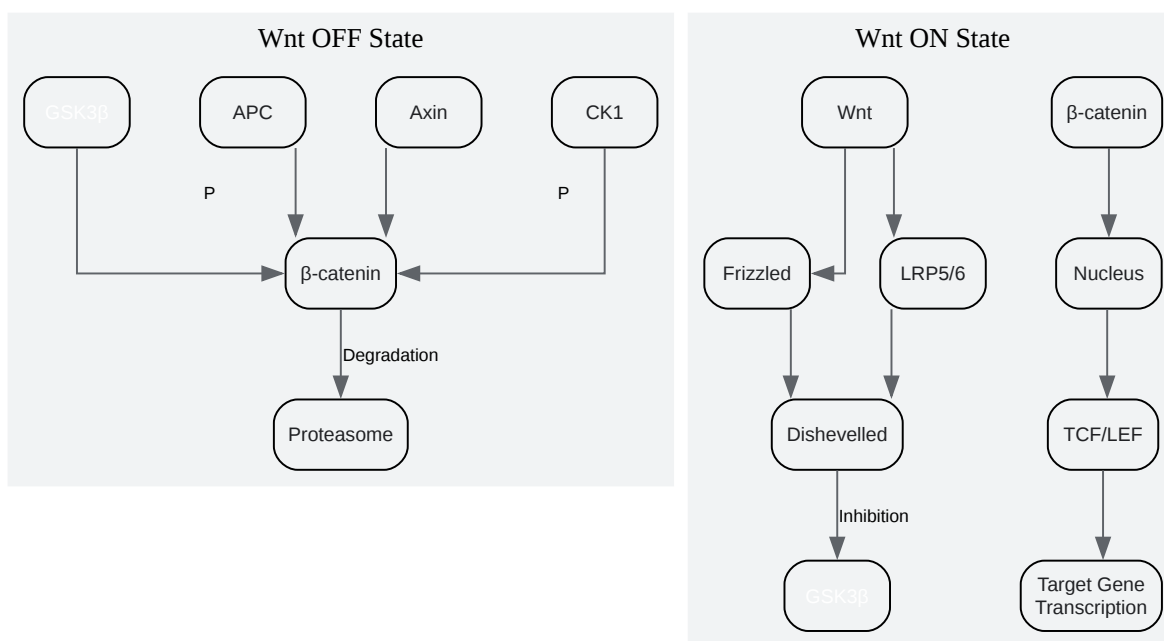 Wnt OFF State
GSK3β
APC
Axin
CK1
P
P
β-catenin
Degradation
Proteasome
Wnt ON State
Wnt
β-catenin
Frizzled
LRP5/6
Nucleus
Dishevelled
TCF/LEF
Inhibition
GSK3β
Target Gene
Transcription